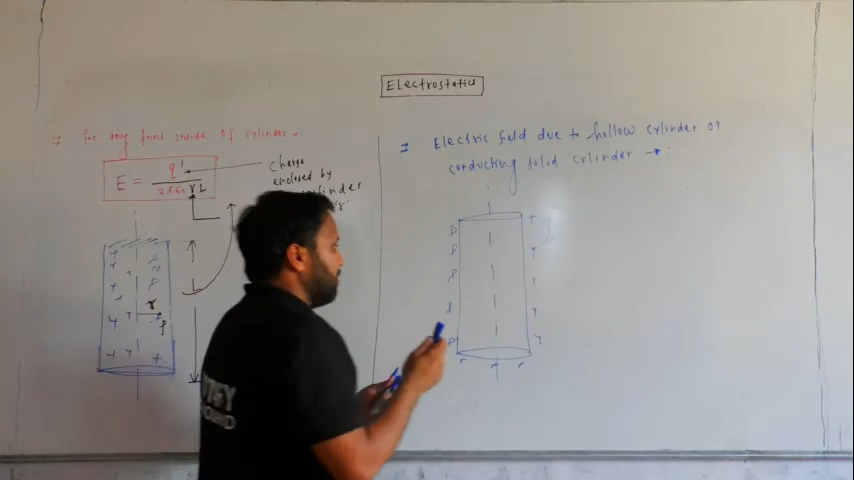 Electrostatics
⇒ for any point inside of cylinder.
E = q' / 2πε₀ r L
charge
enclosed by
cylinder
r
P
⇒ Electric field due to hollow cylinder or
conducting solid cylinder → :